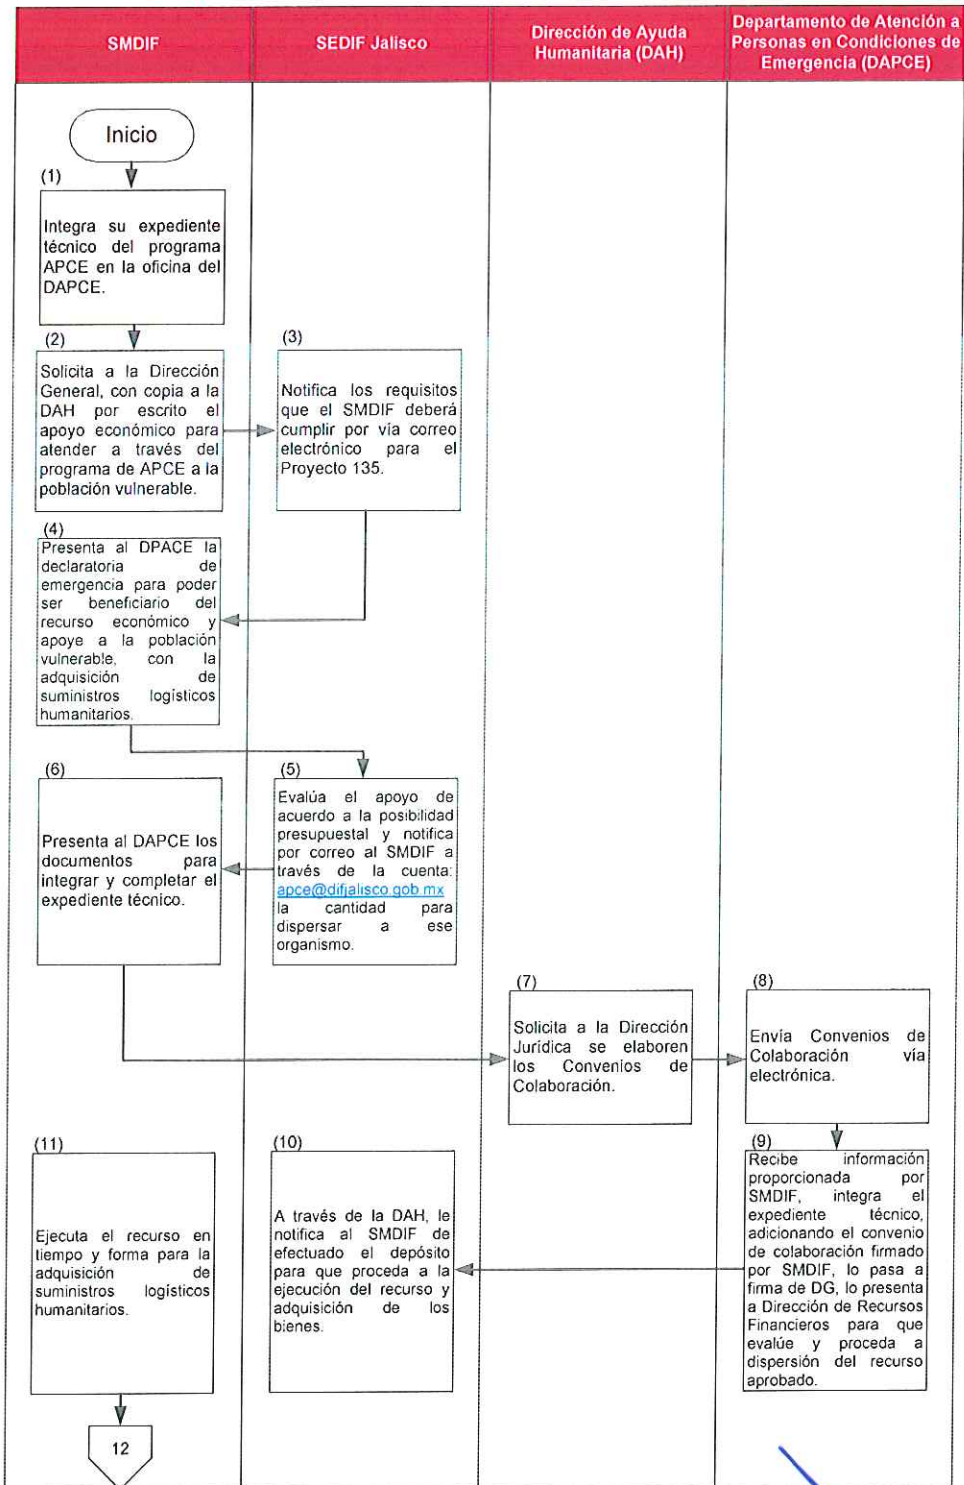 SMDIF
SEDIF Jalisco
Dirección de Ayuda
Humanitaria (DAH)
Departamento de Atención a
Personas en Condiciones de
Emergencia (DAPCE)
Inicio
(1)
Integra su expediente
técnico del programa
APCE en la oficina del
DAPCE.
(2)
Solicita a la Dirección
General, con copia a la
DAH por escrito el
apoyo económico para
atender a través del
programa de APCE a la
población vulnerable.
(3)
Notifica los requisitos
que el SMDIF deberá
cumplir por vía correo
electrónico para el
Proyecto 135.
(4)
Presenta al DPACE la
declaratoria de
emergencia para poder
ser beneficiario del
recurso económico y
apoye a la población
vulnerable, con la
adquisición de
suministros logísticos
humanitarios.
(5)
Evalúa el apoyo de
acuerdo a la posibilidad
presupuestal y notifica
por correo al SMDIF a
través de la cuenta:
apce@difjalisco.gob.mx
la cantidad para
dispersar a ese
organismo.
(6)
Presenta al DAPCE los
documentos para
integrar y completar el
expediente técnico.
(7)
Solicita a la Dirección
Jurídica se elaboren
los Convenios de
Colaboración.
(8)
Envía Convenios de
Colaboración vía
electrónica.
(9)
Recibe información
proporcionada por
SMDIF, integra el
expediente técnico,
adicionando el convenio
de colaboración firmado
por SMDIF, lo pasa a
firma de DG, lo presenta
a Dirección de Recursos
Financieros para que
evalúe y proceda a
dispersión del recurso
aprobado.
(10)
A través de la DAH, le
notifica al SMDIF de
efectuado el depósito
para que proceda a la
ejecución del recurso y
adquisición de los
bienes.
(11)
Ejecuta el recurso en
tiempo y forma para la
adquisición de
suministros logísticos
humanitarios.
12